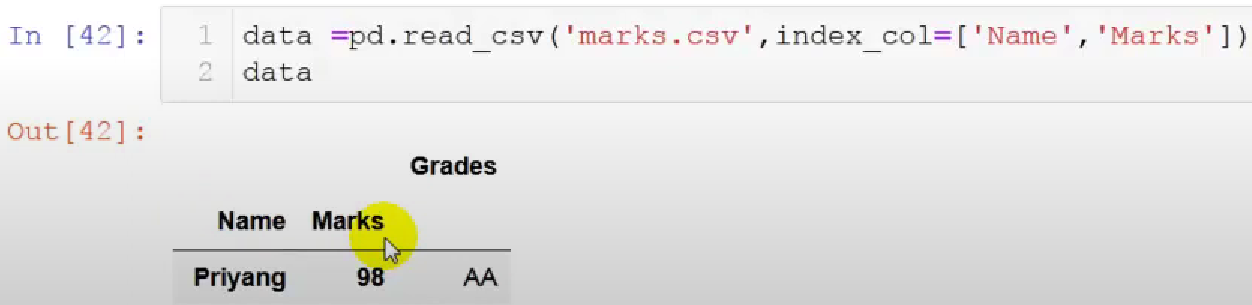 In [42]: 1 data =pd.read_csv('marks.csv',index_col=['Name','Marks'])
2 data
Out[42]:
Grades
Name Marks
Priyang 98 AA